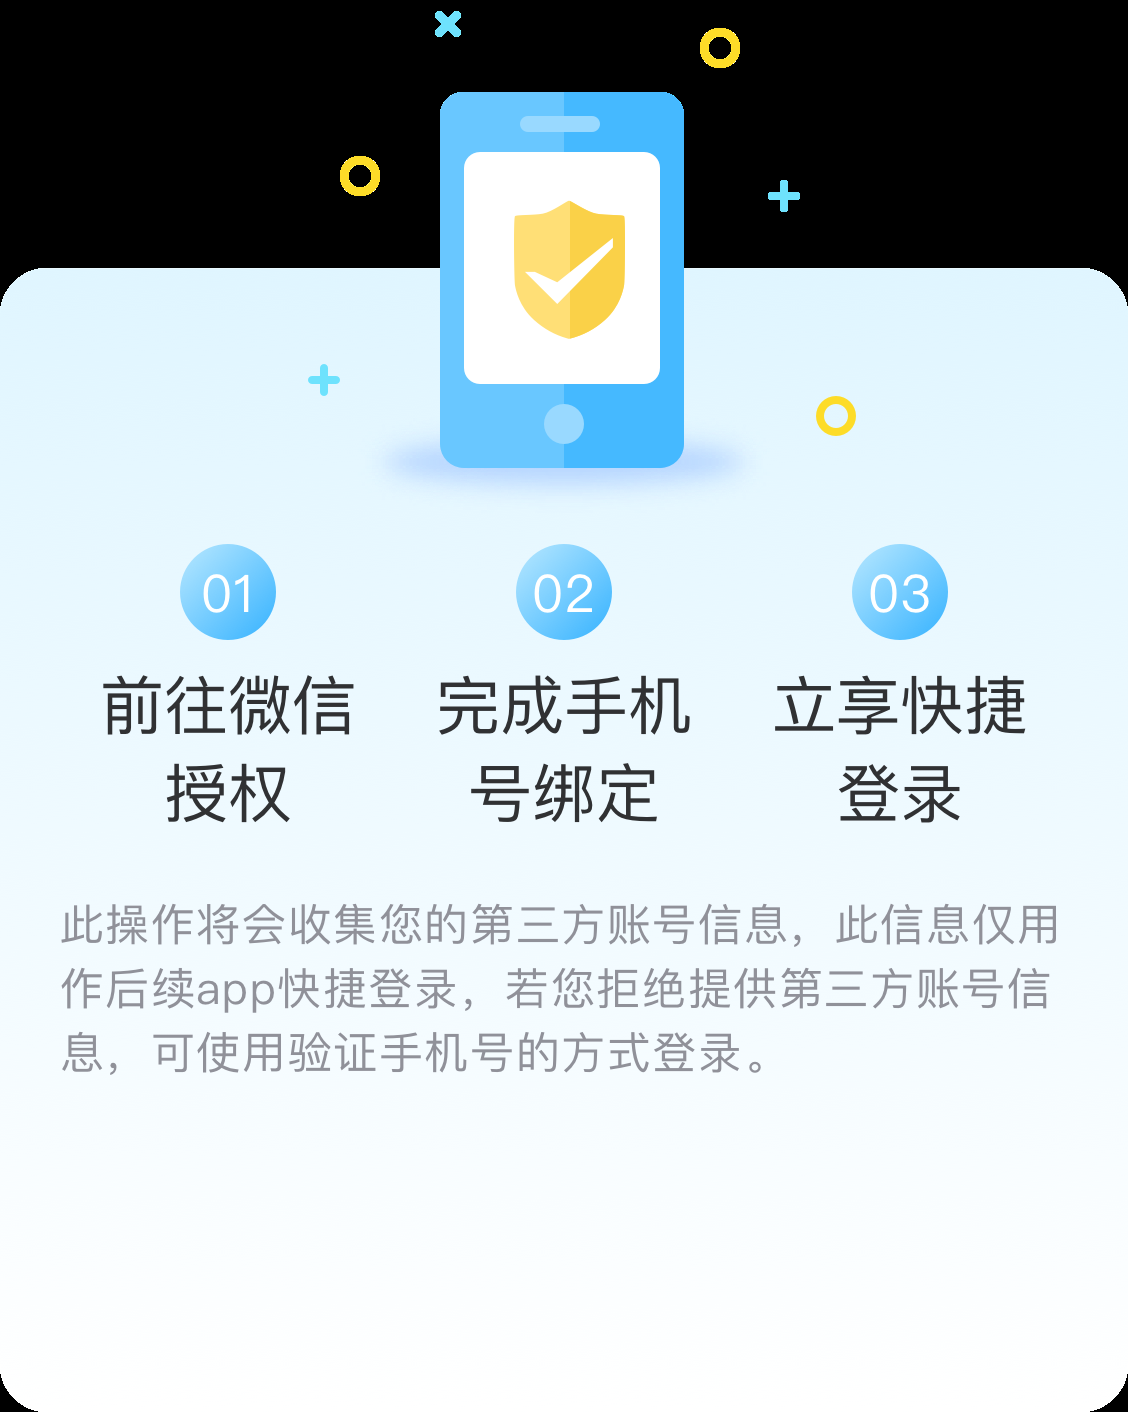 01 02 03
前往微信 完成手机 立享快捷
授权 号绑定 登录
此操作将会收集您的第三方账号信息，此信息仅用
作后续app快捷登录，若您拒绝提供第三方账号信
息，可使用验证手机号的方式登录。